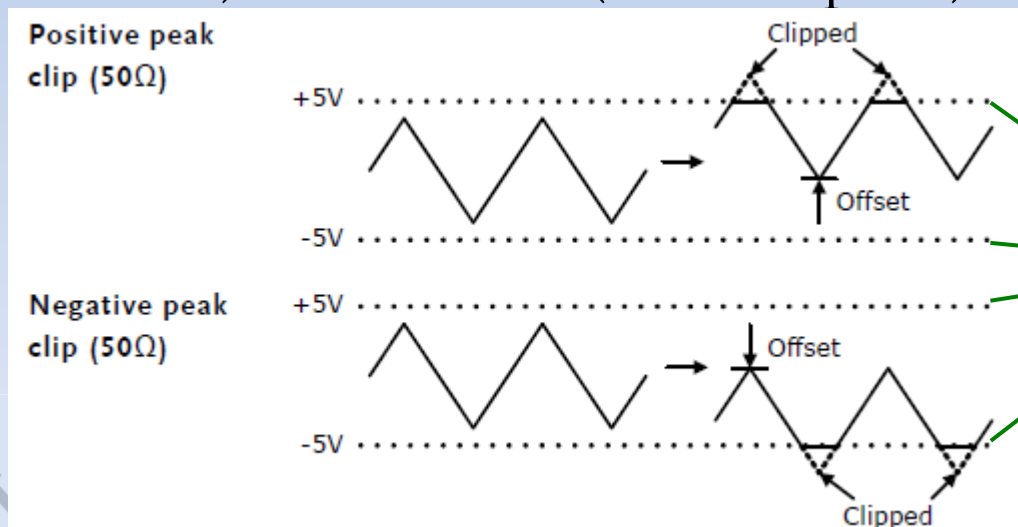 Positive peak
clip (50Ω)
Clipped
+5V
Offset
-5V
Negative peak
clip (50Ω)
+5V
Offset
-5V
Clipped